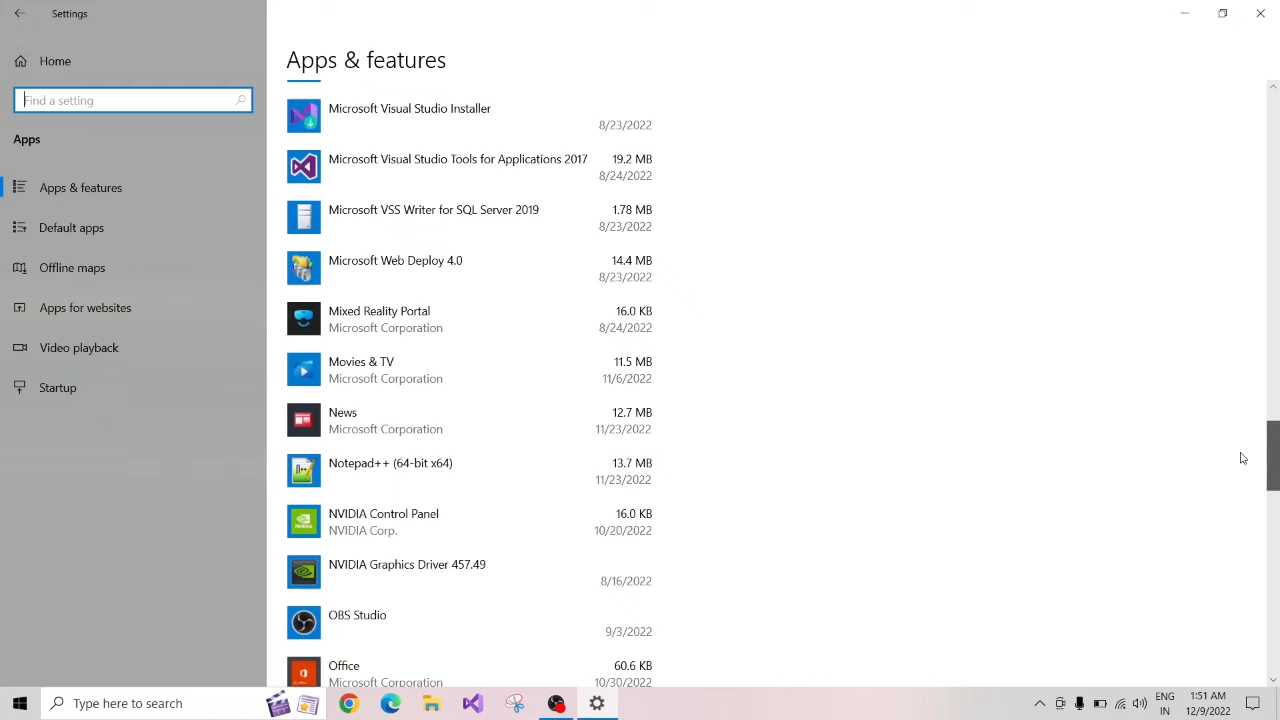 Settings
Home
Find a setting
Apps
Apps & features
Default apps
Offline maps
Apps for websites
Video playback
Startup
Apps & features
Microsoft Visual Studio Installer
8/23/2022
Microsoft Visual Studio Tools for Applications 2017 19.2 MB
8/24/2022
Microsoft VSS Writer for SQL Server 2019 1.78 MB
8/23/2022
Microsoft Web Deploy 4.0 14.4 MB
8/23/2022
Mixed Reality Portal 16.0 KB
Microsoft Corporation 8/24/2022
Movies & TV 11.5 MB
Microsoft Corporation 11/6/2022
News 12.7 MB
Microsoft Corporation 11/23/2022
Notepad++ (64-bit x64) 13.7 MB
11/23/2022
NVIDIA Control Panel 16.0 KB
NVIDIA Corp. 10/20/2022
NVIDIA Graphics Driver 457.49
8/16/2022
OBS Studio
9/3/2022
Office 60.6 KB
Microsoft Corporation 10/30/2022
Type here to search
ENG 1:51 AM
IN 12/9/2022